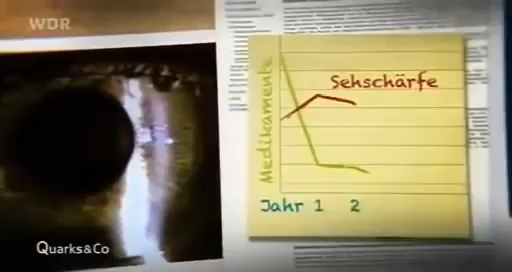 WDR
Sehschärfe
Medikamente
Jahr 1 2
Quarks&Co